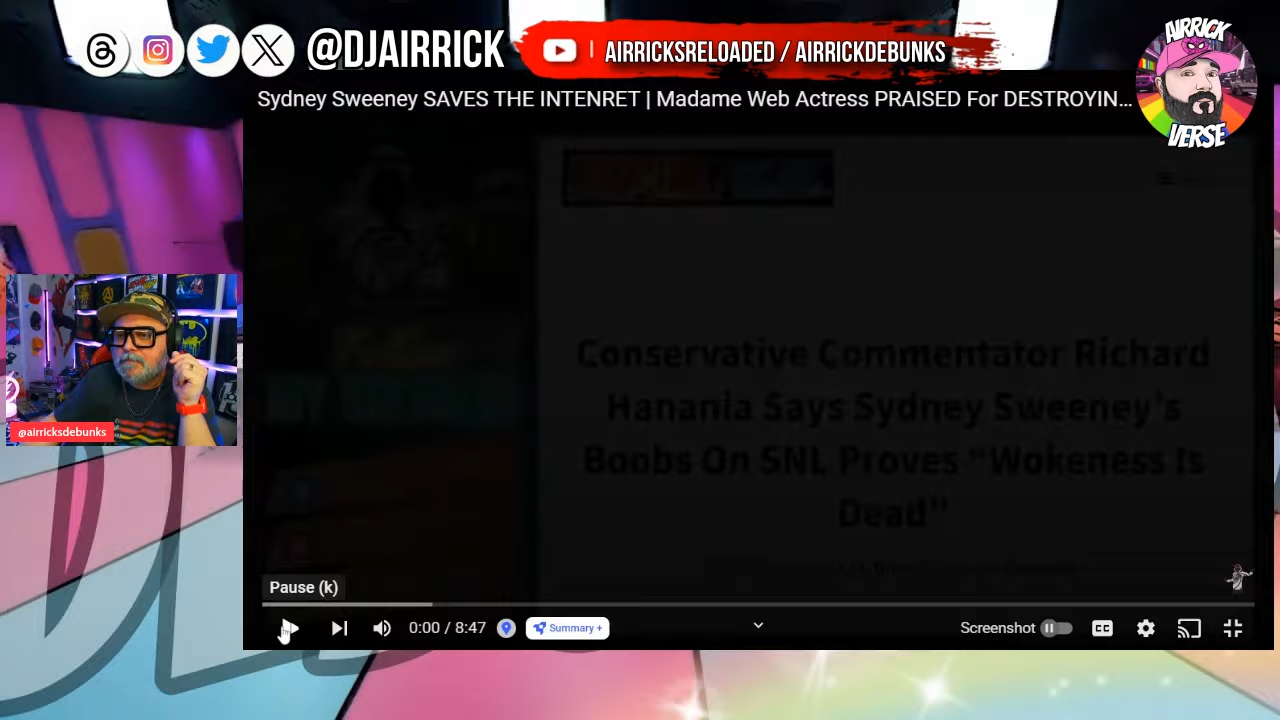 @DJAIRRICK
AIRRICKSRELOADED / AIRRICKDEBUNKS
AIRRICK
VERSE
Sydney Sweeney SAVES THE INTENRET | Madame Web Actress PRAISED For DESTROYIN...
Conservative Commentator Richard
Hanania Says Sydney Sweeney's
Boobs On SNL Proves "Wokeness Is
Dead"
@airricksdebunks
Pause (k)
0:00 / 8:47
Summary +
Screenshot
CC